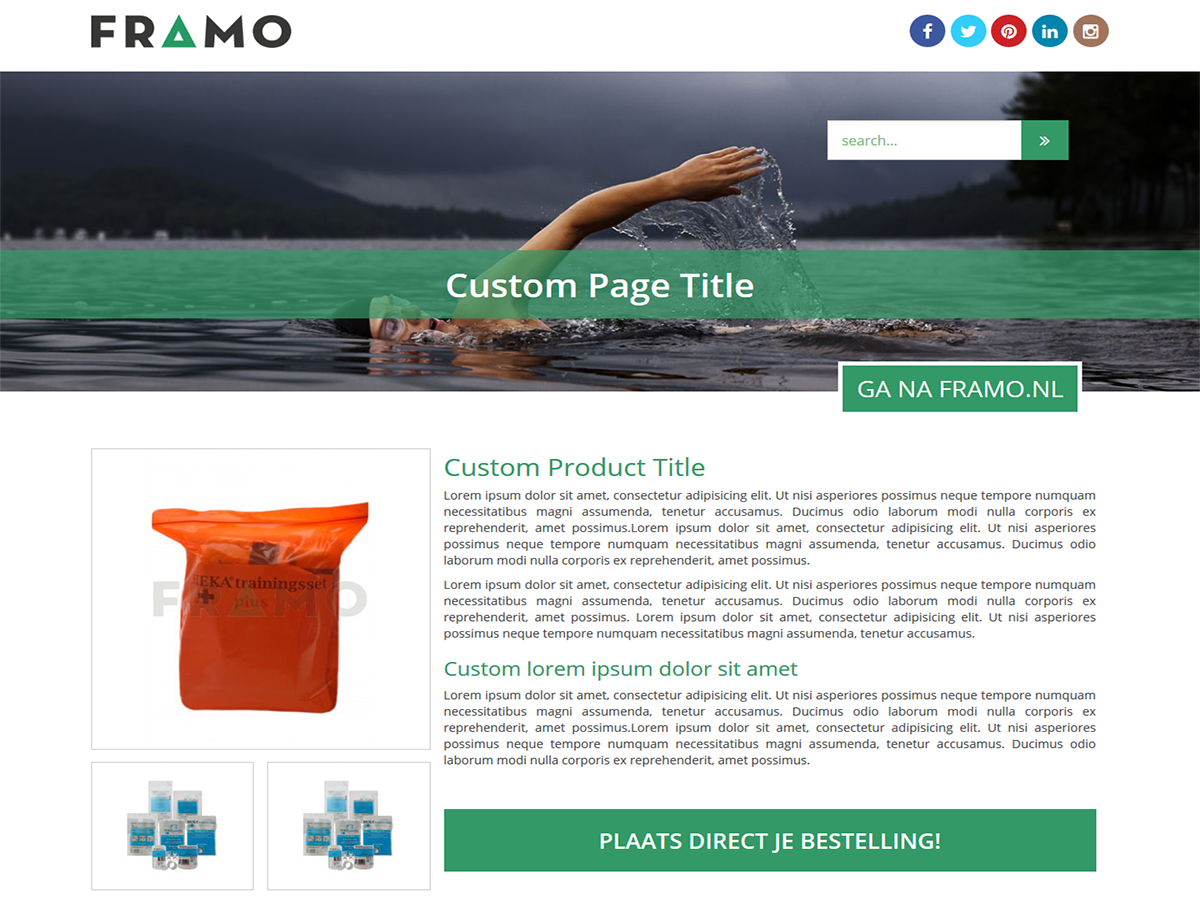 FRAMO
search...
Custom Page Title
GA NA FRAMO.NL
HEKA® trainingsset
plus
FRAMO
Custom Product Title
Lorem ipsum dolor sit amet, consectetur adipisicing elit. Ut nisi asperiores possimus neque tempore numquam
necessitatibus magni assumenda, tenetur accusamus. Ducimus odio laborum modi nulla corporis ex
reprehenderit, amet possimus.Lorem ipsum dolor sit amet, consectetur adipisicing elit. Ut nisi asperiores
possimus neque tempore numquam necessitatibus magni assumenda, tenetur accusamus. Ducimus odio
laborum modi nulla corporis ex reprehenderit, amet possimus.
Lorem ipsum dolor sit amet, consectetur adipisicing elit. Ut nisi asperiores possimus neque tempore numquam
necessitatibus magni assumenda, tenetur accusamus. Ducimus odio laborum modi nulla corporis ex
reprehenderit, amet possimus. Lorem ipsum dolor sit amet, consectetur adipisicing elit. Ut nisi asperiores
possimus neque tempore numquam necessitatibus magni assumenda, tenetur accusamus.
Custom lorem ipsum dolor sit amet
Lorem ipsum dolor sit amet, consectetur adipisicing elit. Ut nisi asperiores possimus neque tempore numquam
necessitatibus magni assumenda, tenetur accusamus. Ducimus odio laborum modi nulla corporis ex
reprehenderit, amet possimus.Lorem ipsum dolor sit amet, consectetur adipisicing elit. Ut nisi asperiores
possimus neque tempore numquam necessitatibus magni assumenda, tenetur accusamus. Ducimus odio
laborum modi nulla corporis ex reprehenderit, amet possimus.
PLAATS DIRECT JE BESTELLING!